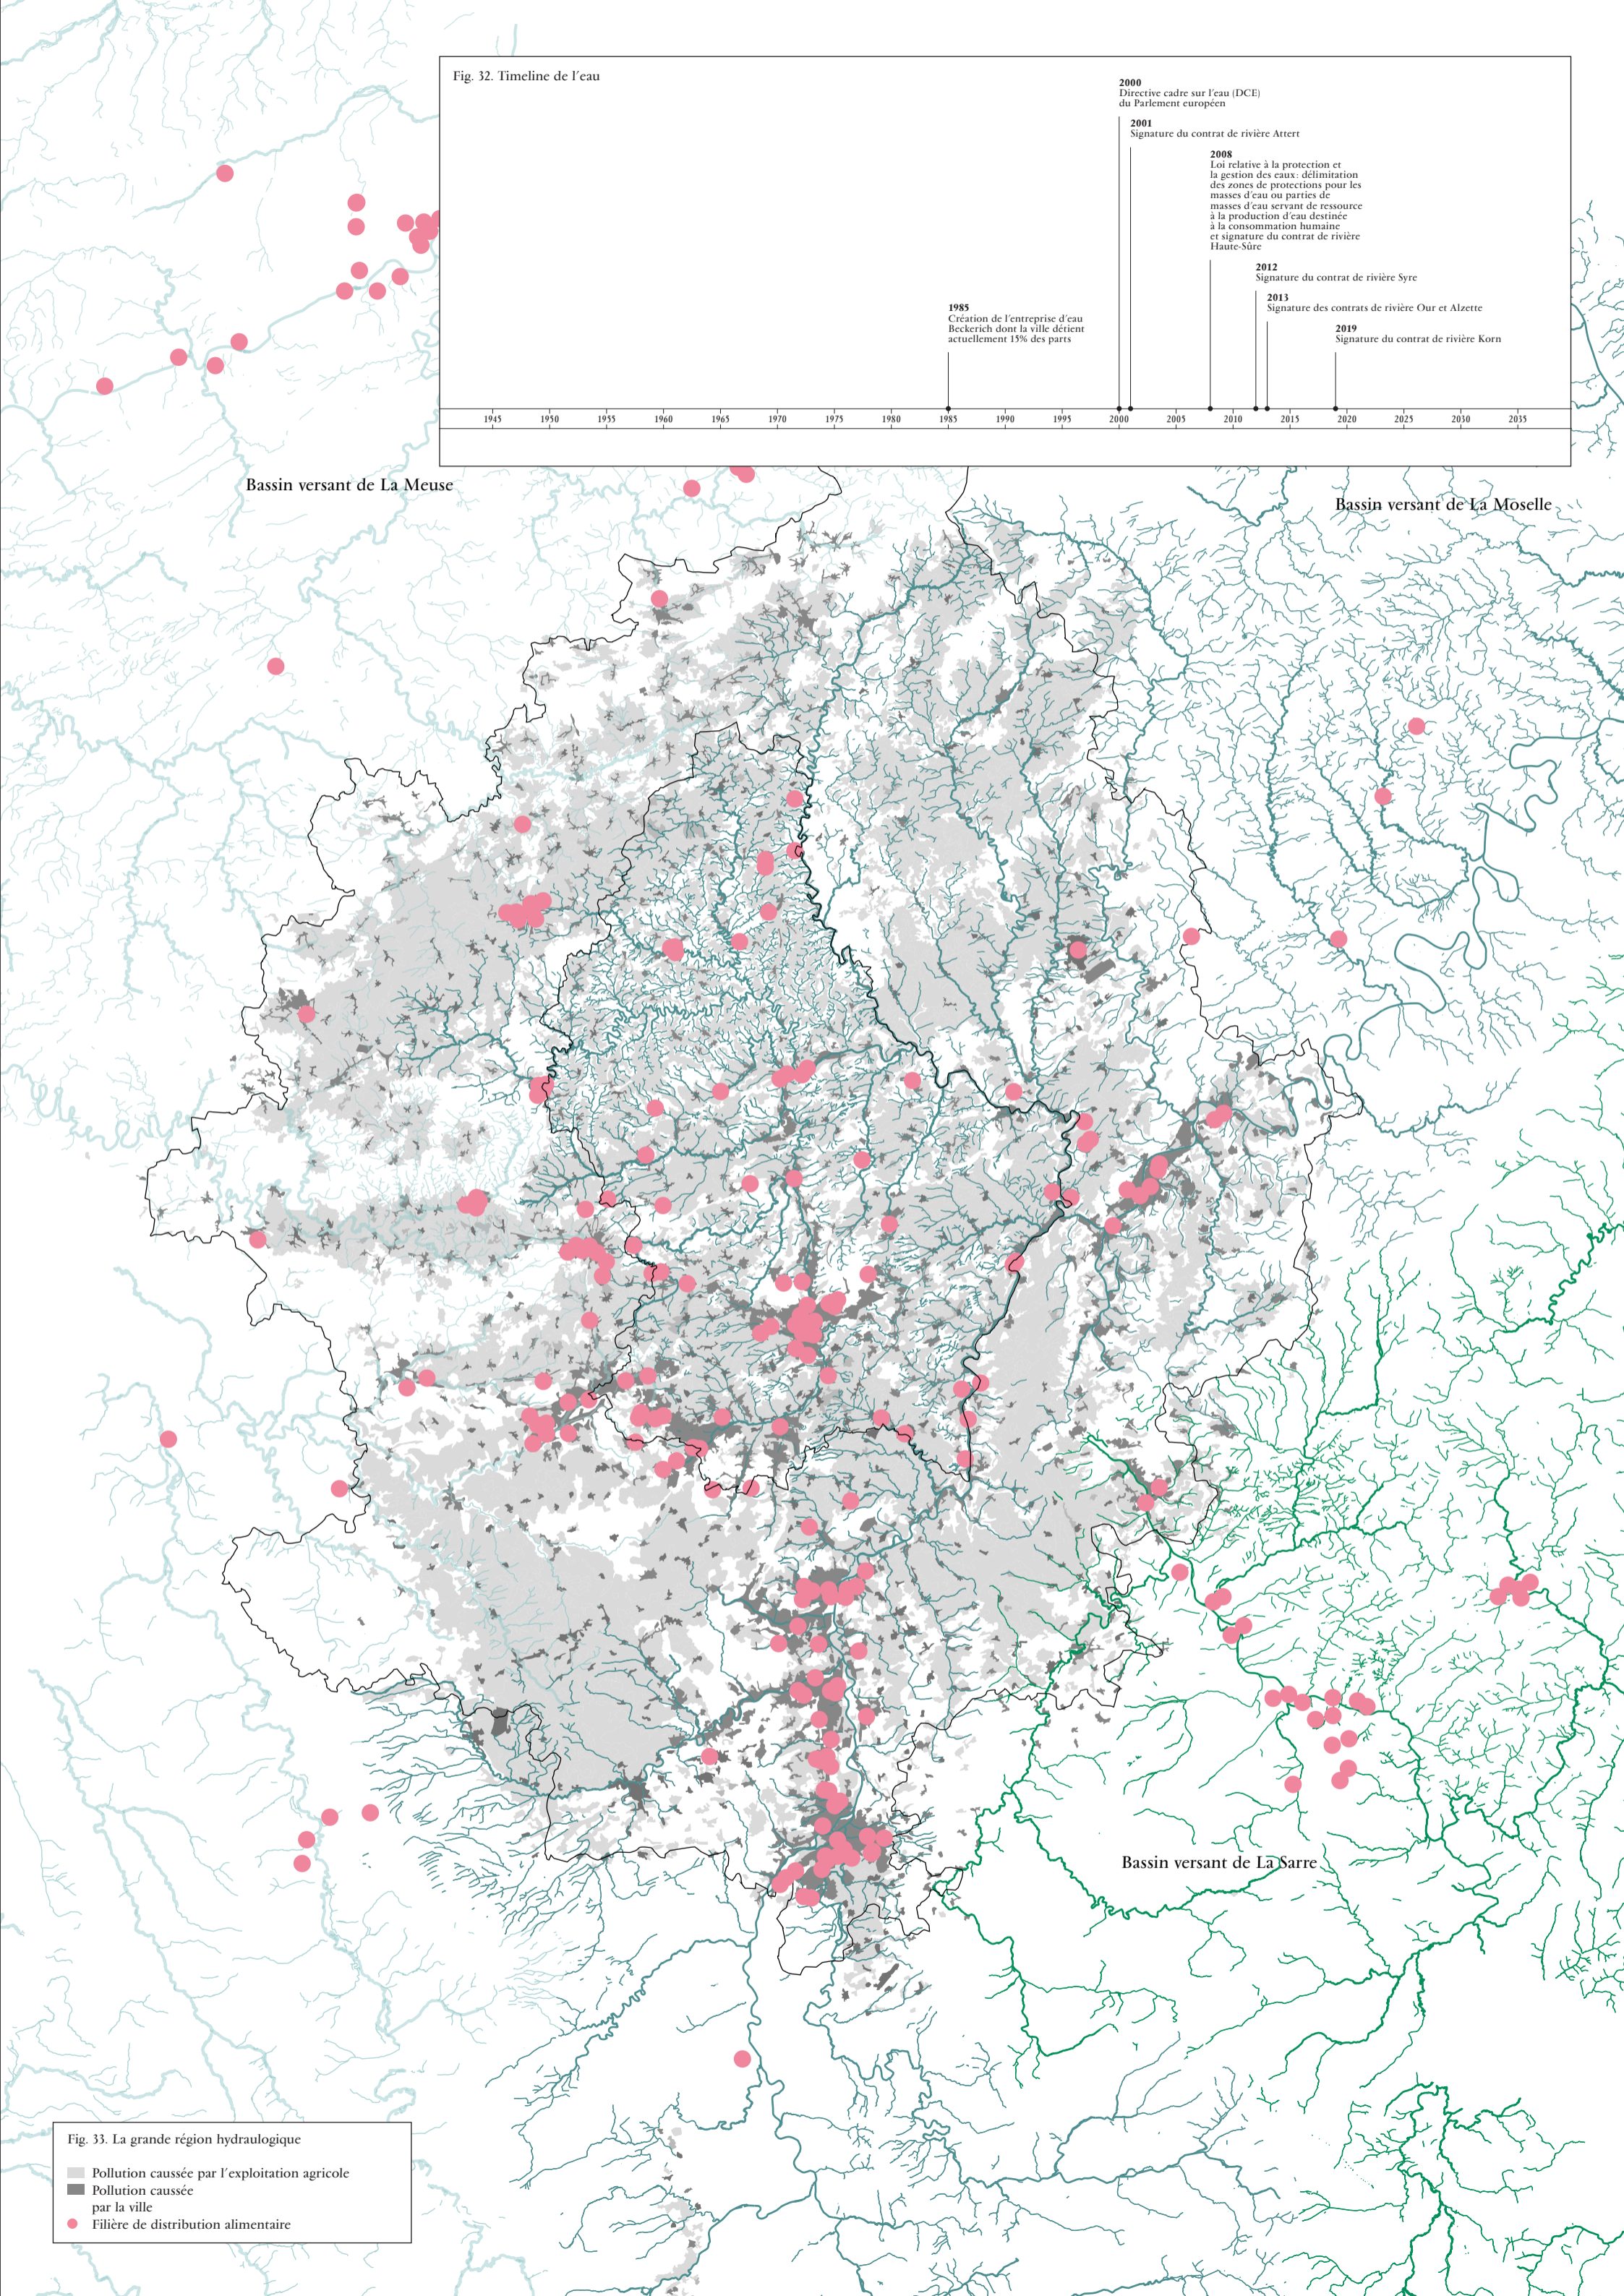 Fig. 32. Timeline de l'eau
2000
Directive cadre sur l'eau (DCE)
du Parlement européen
2001
Signature du contrat de rivière Attert
2008
Loi relative à la protection et
la gestion des eaux: délimitation
des zones de protections pour les
masses d'eau ou parties de
masses d'eau servant de ressource
à la production d'eau destinée
à la consommation humaine
et signature du contrat de rivière
Haute-Sûre
2012
Signature du contrat de rivière Syre
2013
Signature des contrats de rivière Our et Alzette
1985
Création de l'entreprise d'eau
Beckerich dont la ville détient
actuellement 15% des parts
2019
Signature du contrat de rivière Korn
1945 1950 1955 1960 1965 1970 1975 1980 1985 1990 1995 2000 2005 2010 2015 2020 2025 2030 2035
Bassin versant de La Meuse
Bassin versant de La Moselle
Bassin versant de La Sarre
Fig. 33. La grande région hydraulogique
Pollution caussée par l'exploitation agricole
Pollution caussée
par la ville
Filière de distribution alimentaire